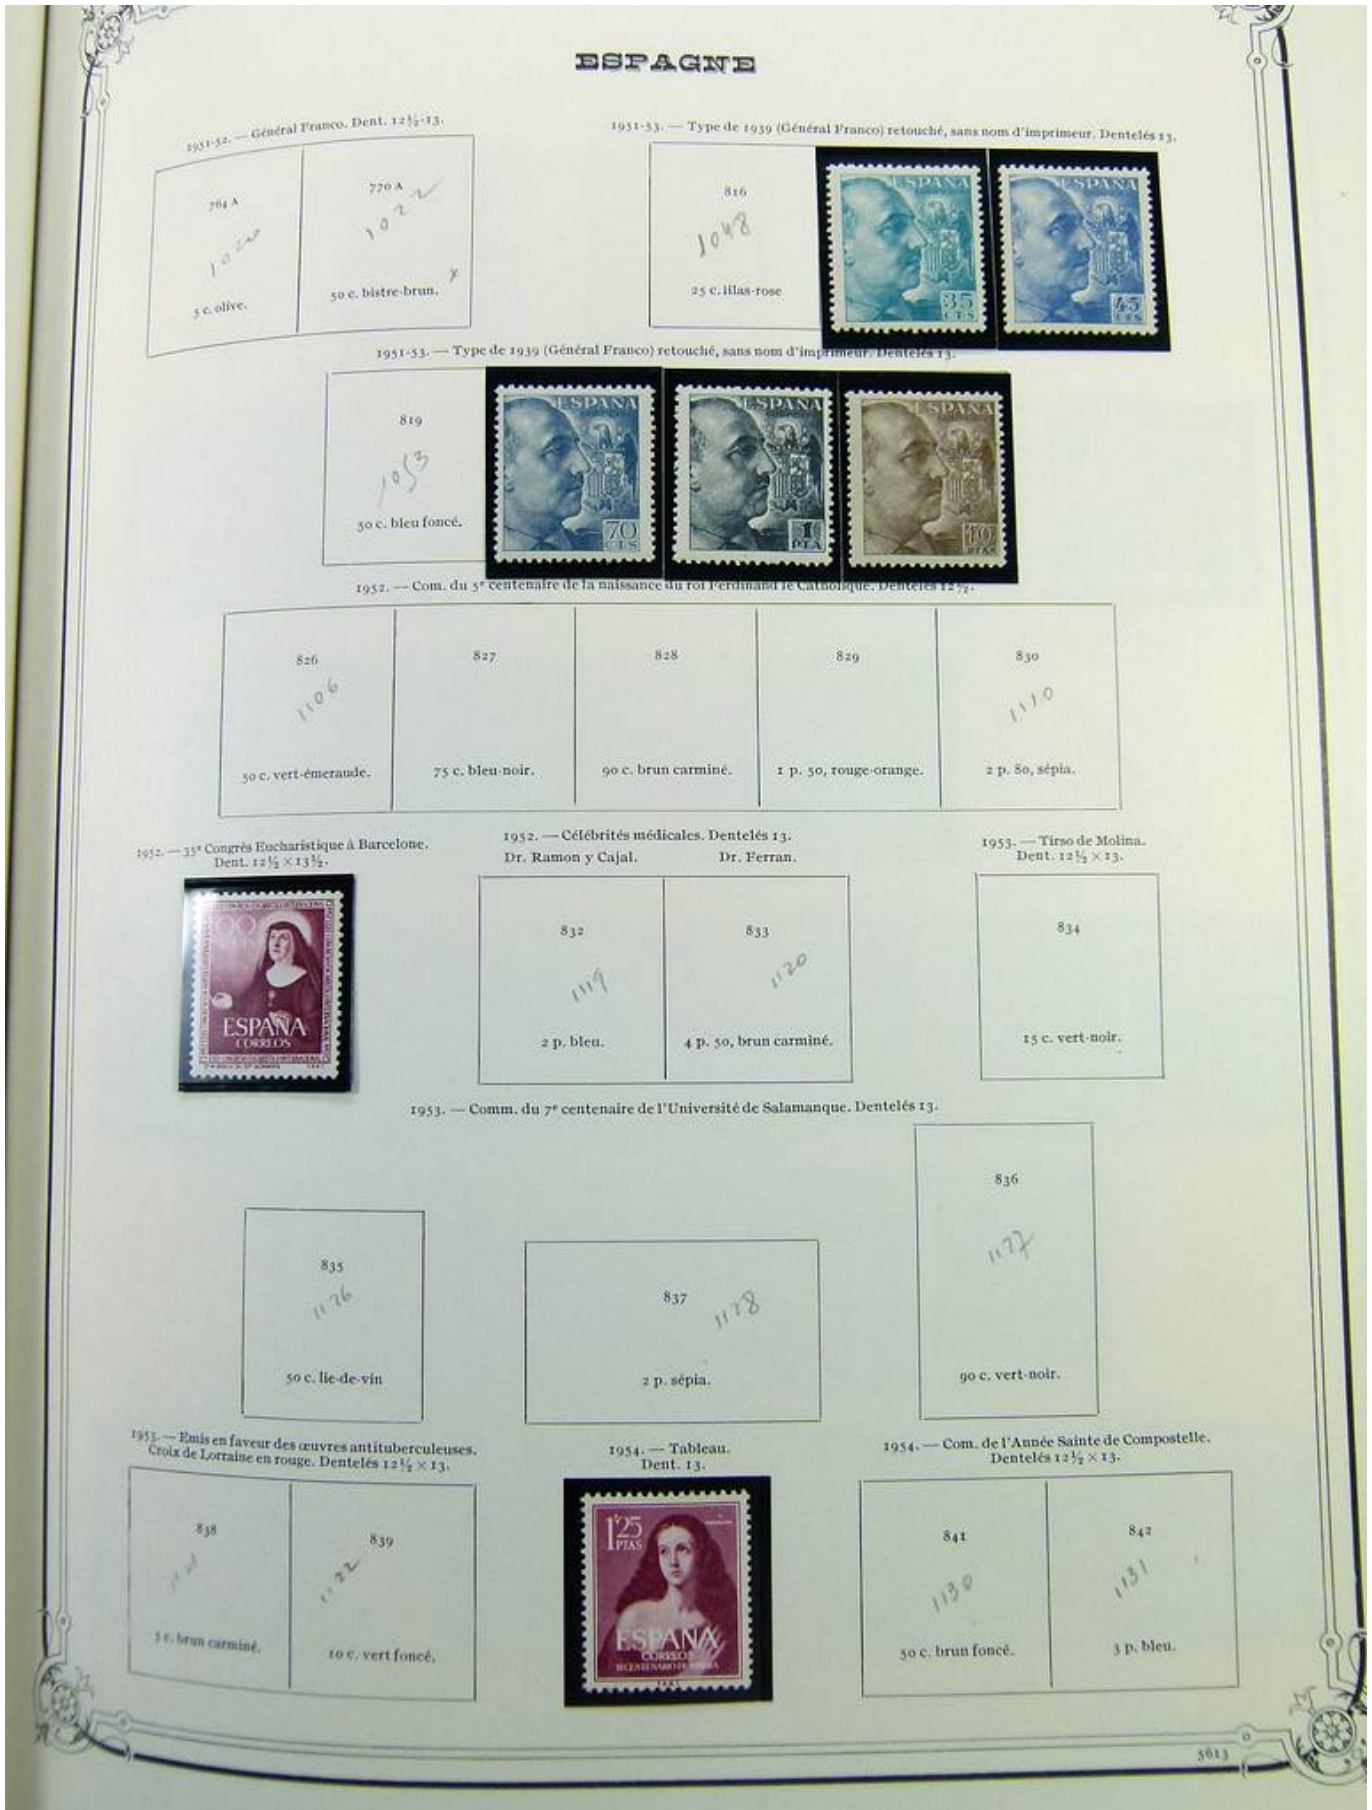 ESPAGNE
1951-52. — Général Franco. Dent. 12½-13.
764 A
5 c. olive.
770 A
1022
50 c. bistre-brun.
x
1951-53. — Type de 1939 (Général Franco) retouché, sans nom d'imprimeur. Dentelés 13.
816
1048
25 c. lilas-rose
ESPAÑA
35
CTS
ESPAÑA
45
CTS
1951-53. — Type de 1939 (Général Franco) retouché, sans nom d'imprimeur. Dentelés 13.
819
1053
50 c. bleu foncé.
ESPAÑA
70
CTS
ESPAÑA
1
PTA
ESPAÑA
10
PTAS
1952. — Com. du 5e centenaire de la naissance du roi Ferdinand le Catholique. Dentelés 12½.
826
1106
50 c. vert-émeraude.
827
75 c. bleu-noir.
828
90 c. brun carminé.
829
1 p. 50, rouge-orange.
830
1110
2 p. 80, sépia.
1952. — 35e Congrès Eucharistique à Barcelone.
Dent. 12½ × 13½.
ESPAÑA
CORREOS
1952. — Célébrités médicales. Dentelés 13.
Dr. Ramon y Cajal. Dr. Ferran.
832
1119
2 p. bleu.
833
1120
4 p. 50, brun carminé.
1953. — Tirso de Molina.
Dent. 12½ × 13.
834
15 c. vert-noir.
1953. — Comm. du 7e centenaire de l'Université de Salamanque. Dentelés 13.
835
1126
50 c. lie-de-vin
837
1128
2 p. sépia.
836
1127
90 c. vert-noir.
1953. — Emis en faveur des œuvres antituberculeuses.
Croix de Lorraine en rouge. Dentelés 12½ × 13.
838
5 c. brun carminé.
839
1122
10 c. vert foncé.
1954. — Tableau.
Dent. 13.
1'25
PTAS
ESPAÑA
CORREOS
1954. — Com. de l'Année Sainte de Compostelle.
Dentelés 12½ × 13.
841
1130
50 c. brun foncé.
842
1131
3 p. bleu.
5613